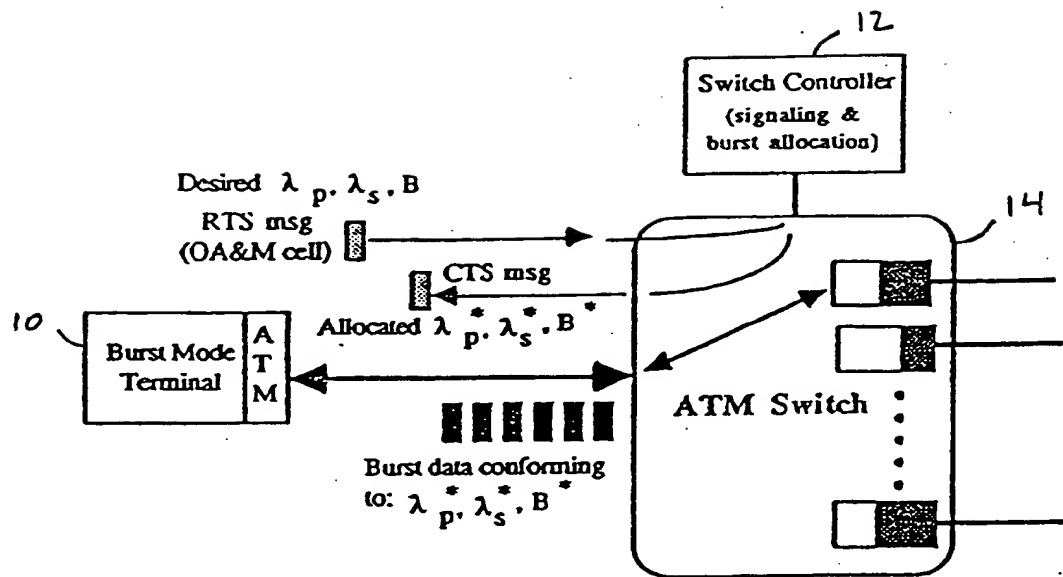 12
Switch Controller
(signaling &
burst allocation)
Desired λ p, λ s, B
RTS msg
(OA&M cell)
14
CTS msg
Allocated λ *p, λ *s, B *
10
Burst Mode
Terminal
ATM
ATM Switch
Burst data conforming
to: λ *p, λ *s, B *